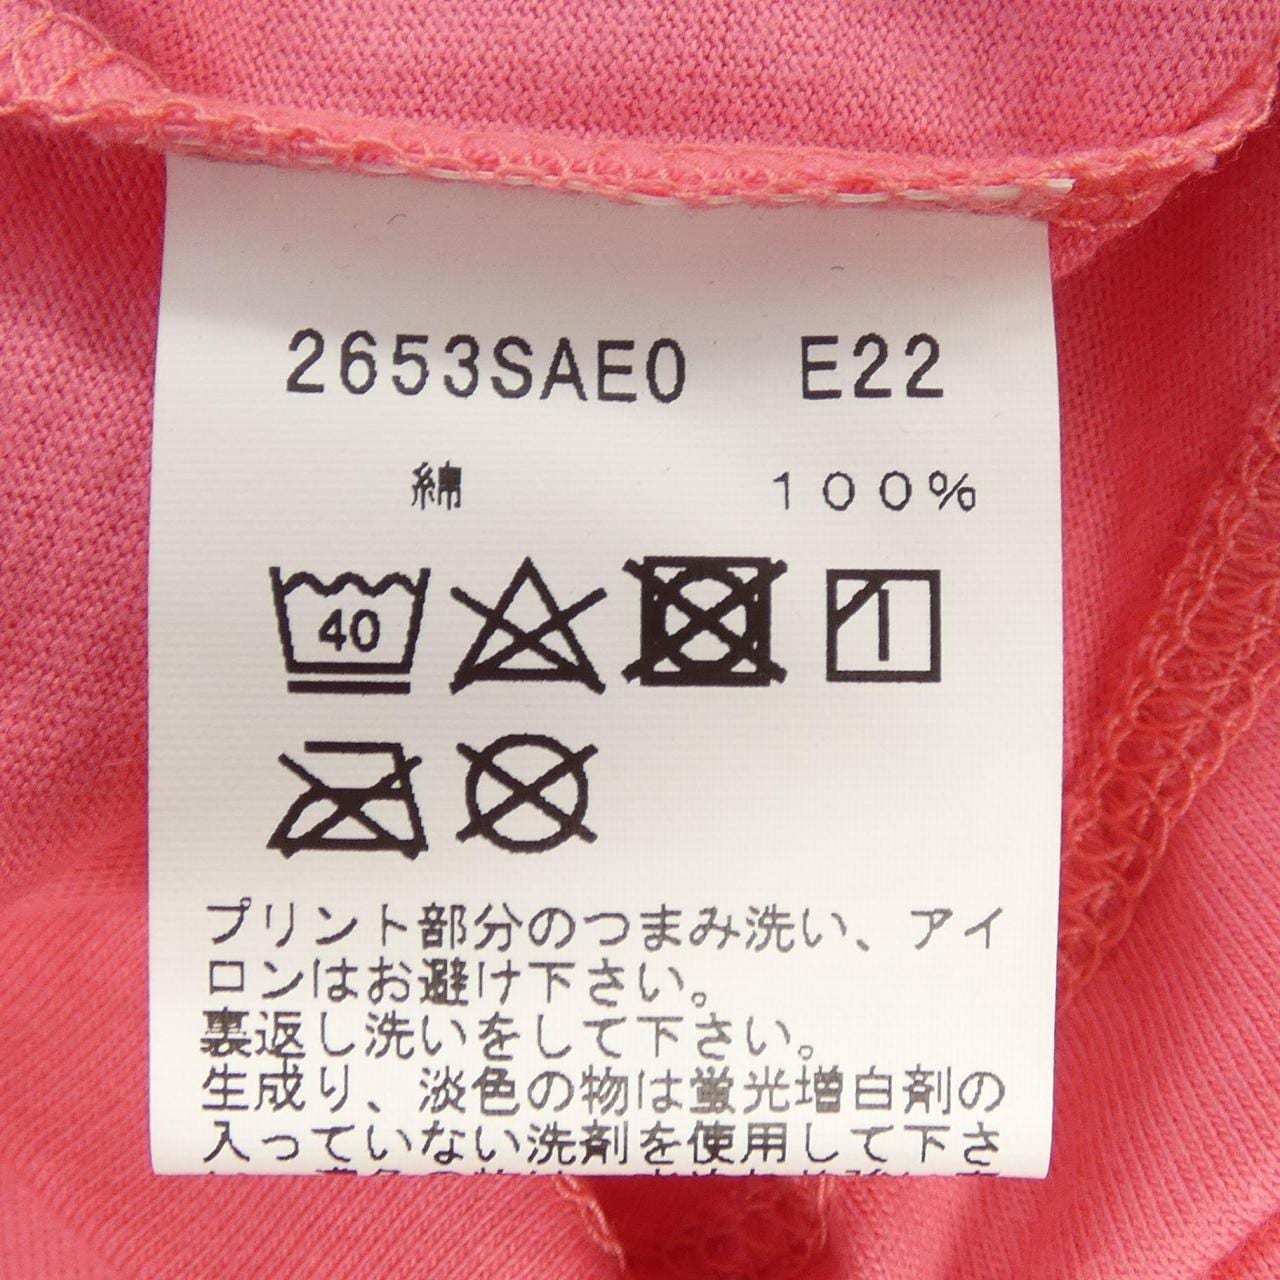 2653SAE0 E22
綿 100%
40
プリント部分のつまみ洗い、アイ
ロンはお避け下さい。
裏返し洗いをして下さい。
生成り、淡色の物は蛍光増白剤の
入っていない洗剤を使用して下さ